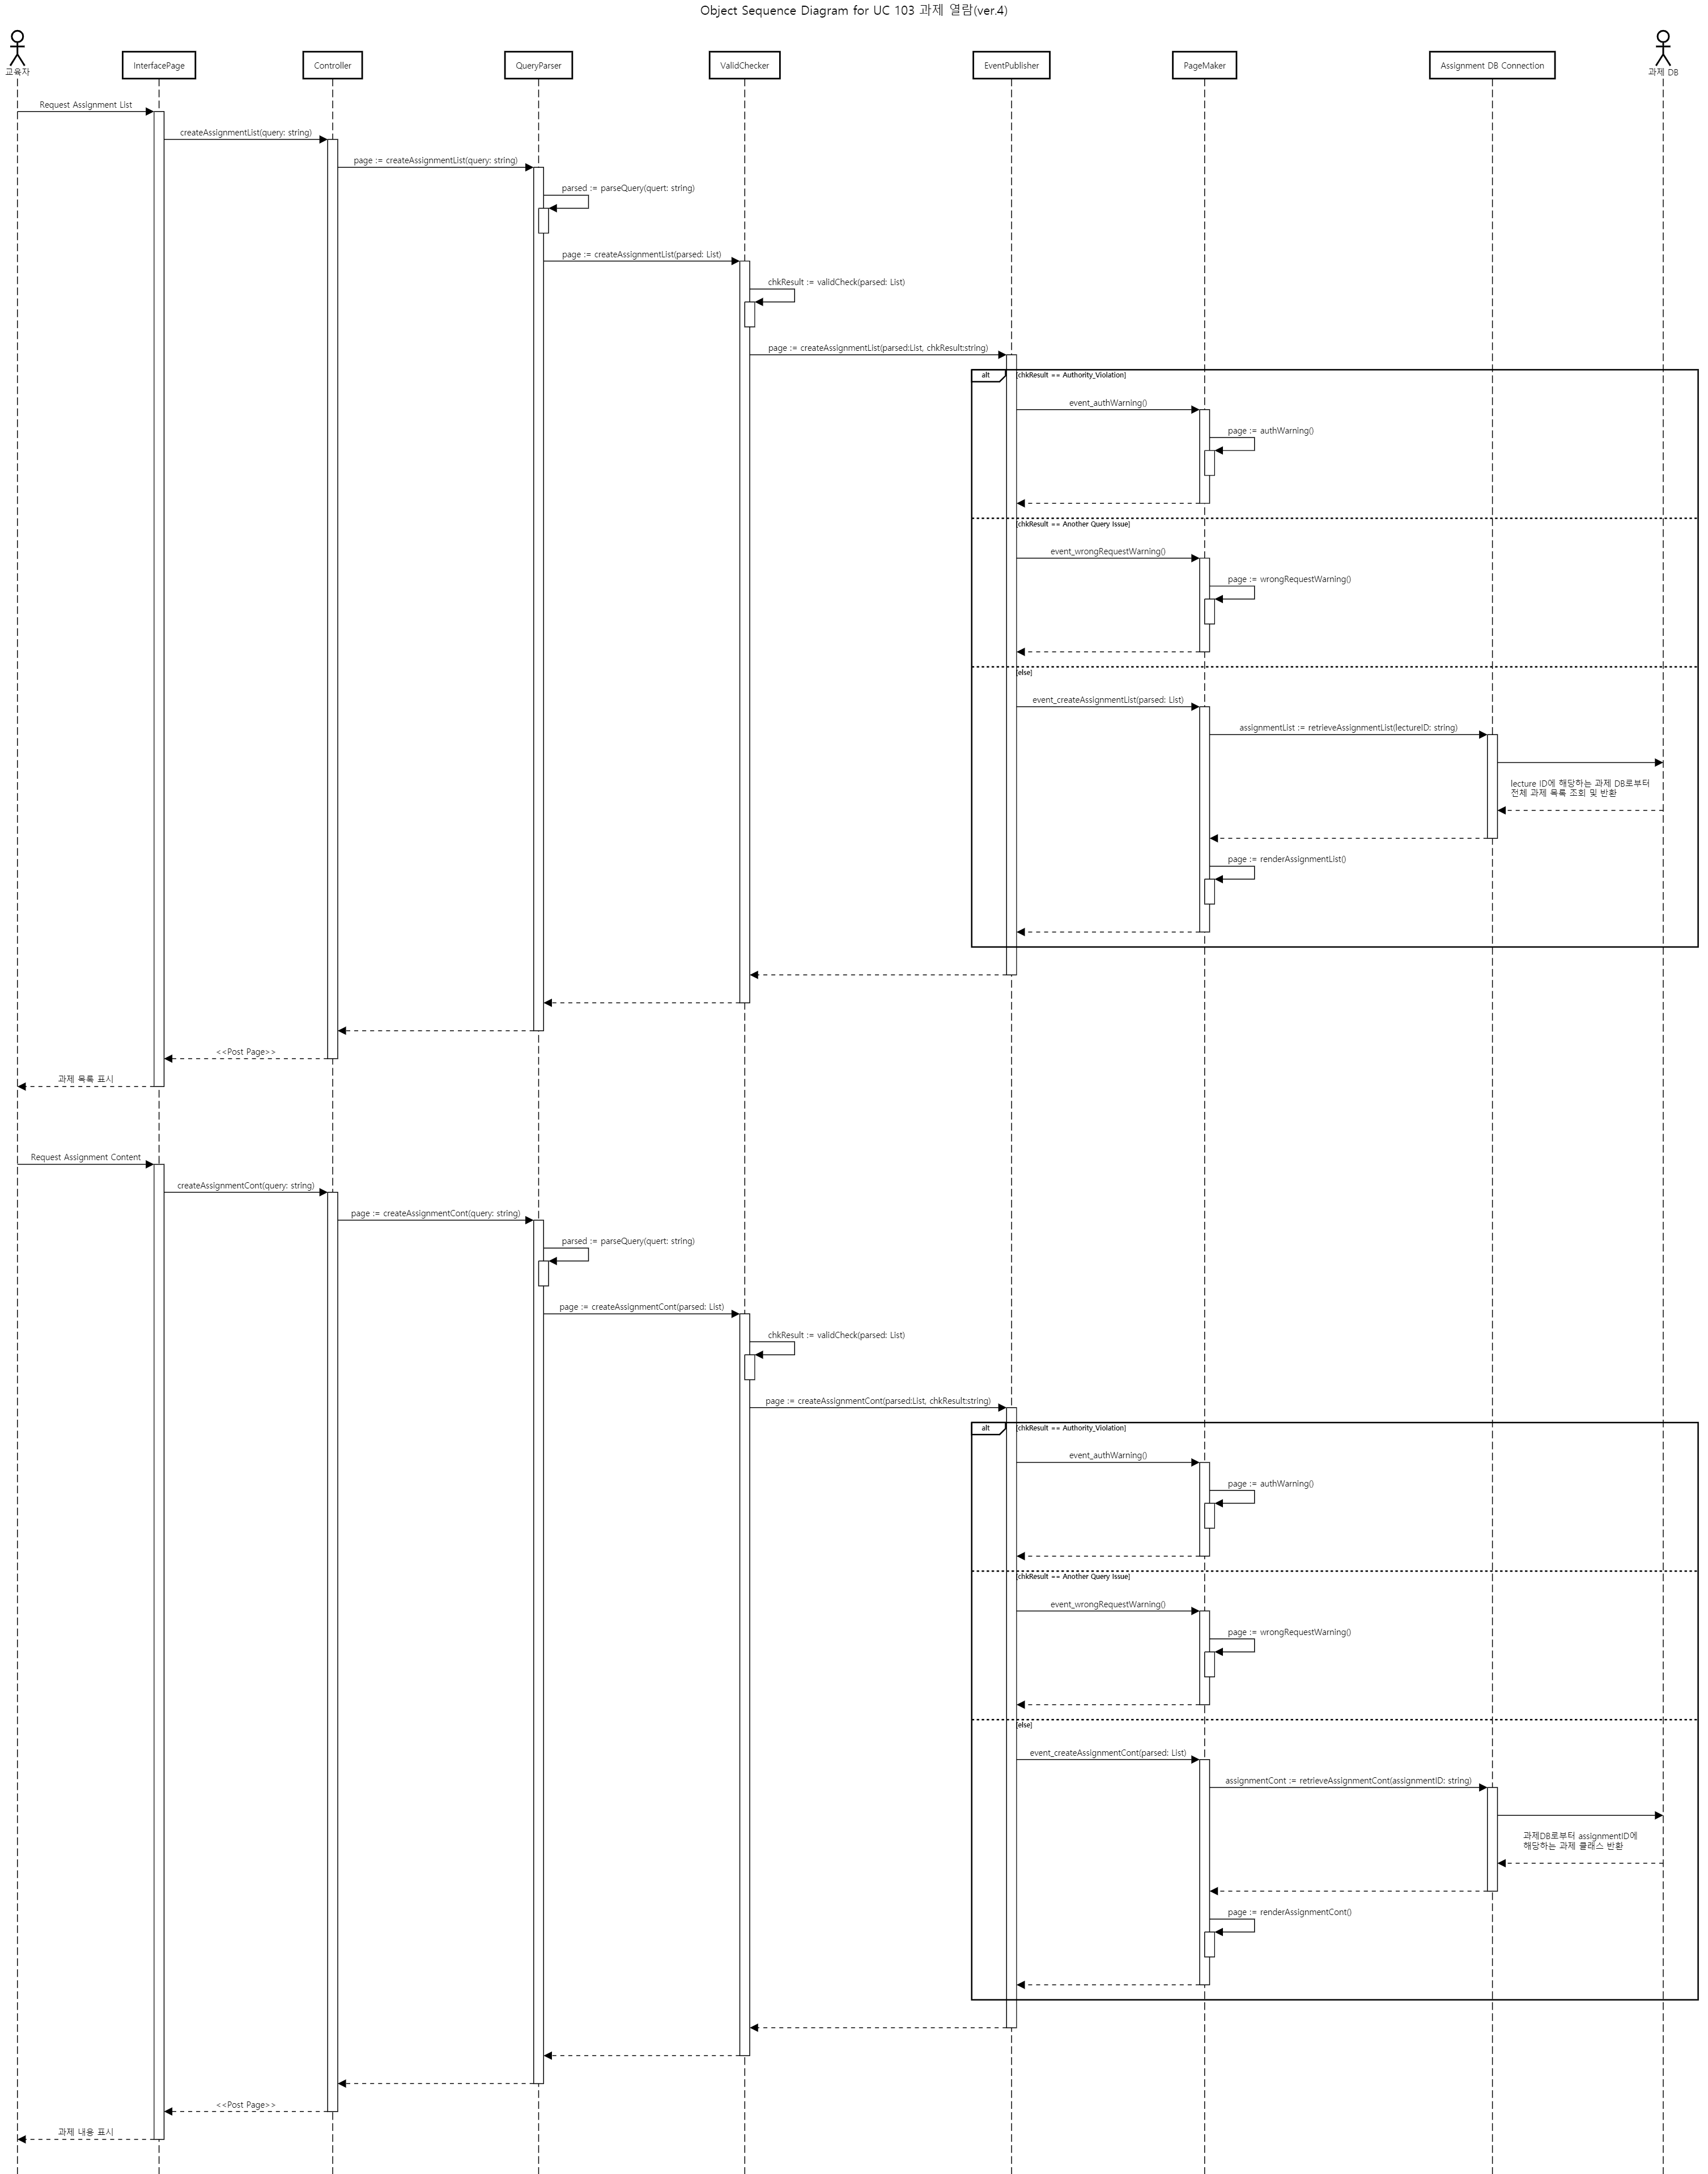 Object Sequence Diagram for UC 103 과제 열람(ver.4)
교육자
InterfacePage
Controller
QueryParser
ValidChecker
EventPublisher
PageMaker
Assignment DB Connection
과제 DB
Request Assignment List
createAssignmentList(query: string)
page := createAssignmentList(query: string)
parsed := parseQuery(quert: string)
page := createAssignmentList(parsed: List)
chkResult := validCheck(parsed: List)
page := createAssignmentList(parsed:List, chkResult:string)
alt
[chkResult == Authority_Violation]
event_authWarning()
page := authWarning()
[chkResult == Another Query Issue]
event_wrongRequestWarning()
page := wrongRequestWarning()
[else]
event_createAssignmentList(parsed: List)
assignmentList := retrieveAssignmentList(lectureID: string)
lecture ID에 해당하는 과제 DB로부터
전체 과제 목록 조회 및 반환
page := renderAssignmentList()
<<Post Page>>
과제 목록 표시
Request Assignment Content
createAssignmentCont(query: string)
page := createAssignmentCont(query: string)
parsed := parseQuery(quert: string)
page := createAssignmentCont(parsed: List)
chkResult := validCheck(parsed: List)
page := createAssignmentCont(parsed:List, chkResult:string)
alt
[chkResult == Authority_Violation]
event_authWarning()
page := authWarning()
[chkResult == Another Query Issue]
event_wrongRequestWarning()
page := wrongRequestWarning()
[else]
event_createAssignmentCont(parsed: List)
assignmentCont := retrieveAssignmentCont(assignmentID: string)
과제DB로부터 assignmentID에
해당하는 과제 클래스 반환
page := renderAssignmentCont()
<<Post Page>>
과제 내용 표시